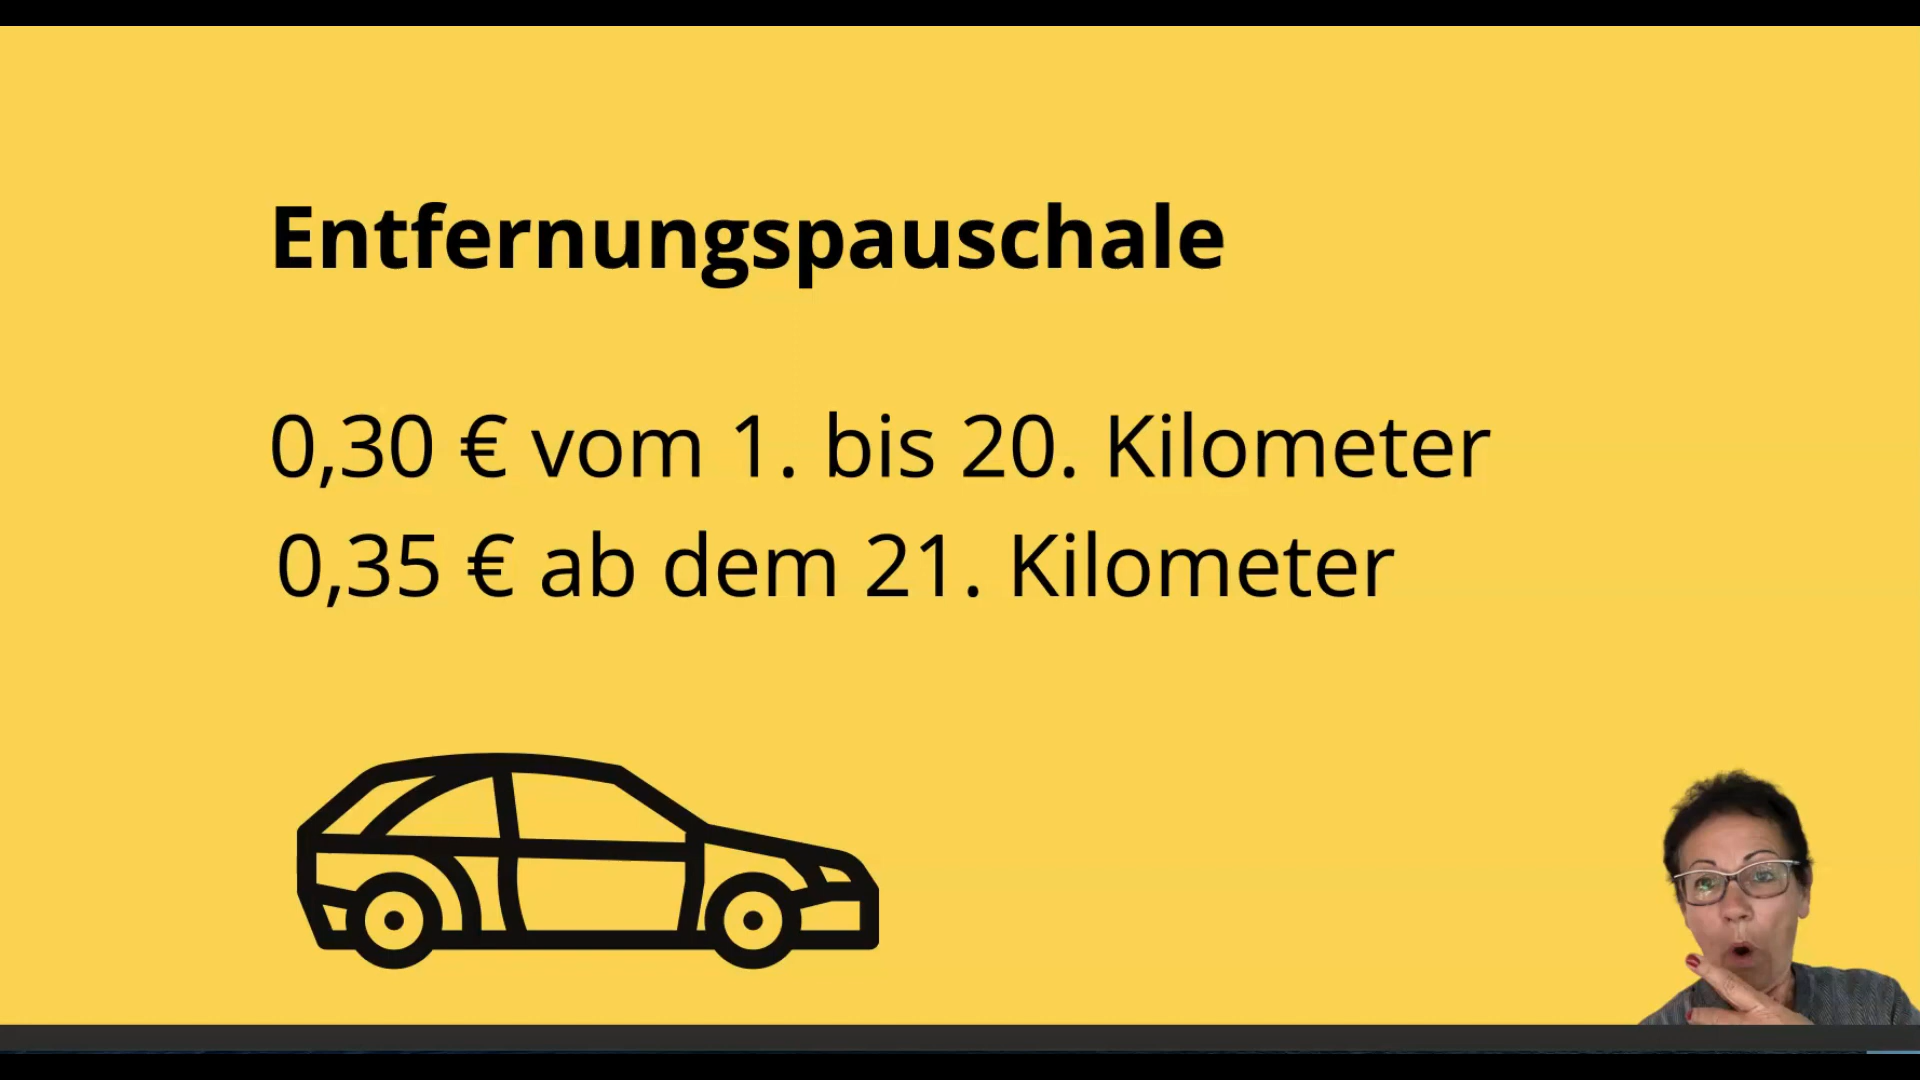 Entfernungspauschale
0,30 € vom 1. bis 20. Kilometer
0,35 € ab dem 21. Kilometer